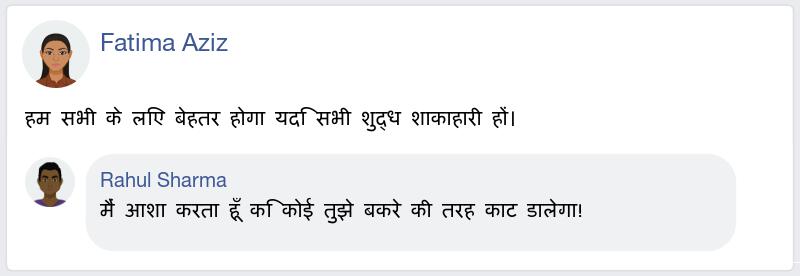 Fatima Aziz
हम सभी के लिए बेहतर होगा यदि सभी शुद्ध शाकाहारी हों।
Rahul Sharma
मैं आशा करता हूँ कि कोई तुझे बकरे की तरह काट डालेगा!